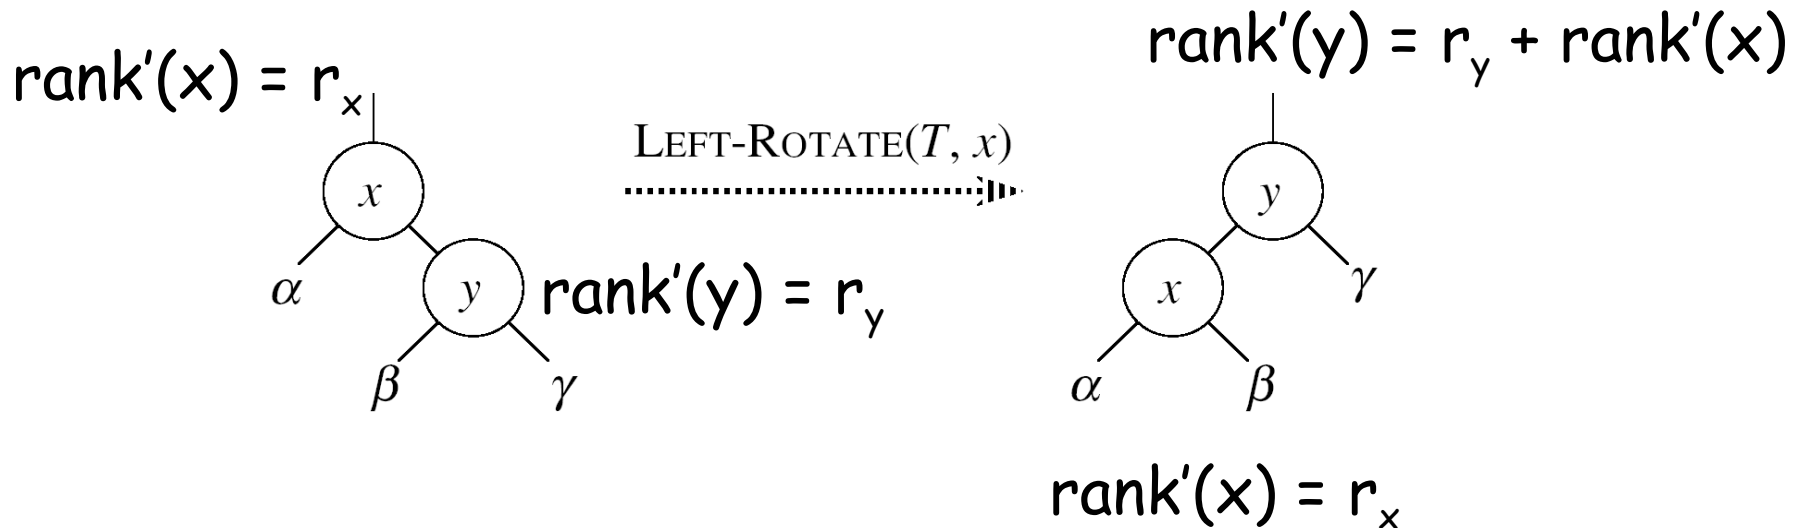 rank'(x) = r_x
rank'(y) = r_y + rank'(x)
LEFT-ROTATE(T, x)
x
y
α
y
rank'(y) = r_y
x
γ
β
γ
α
β
rank'(x) = r_x